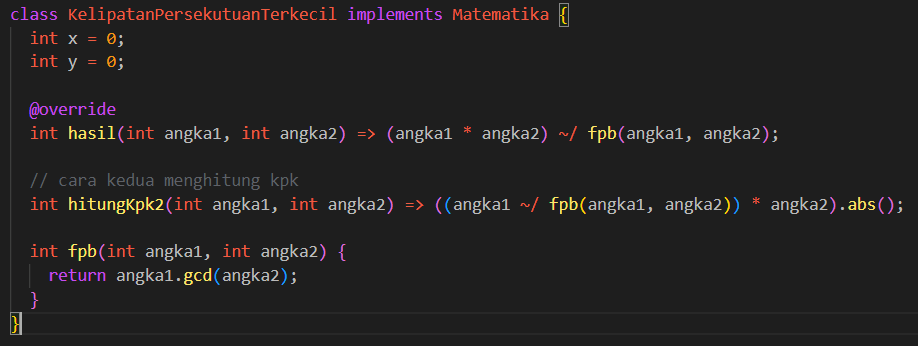 class KelipatanPersekutuanTerkecil implements Matematika {
int x = 0;
int y = 0;
@override
int hasil(int angka1, int angka2) => (angka1 * angka2) ~/ fpb(angka1, angka2);
// cara kedua menghitung kpk
int hitungKpk2(int angka1, int angka2) => ((angka1 ~/ fpb(angka1, angka2)) * angka2).abs();
int fpb(int angka1, int angka2) {
return angka1.gcd(angka2);
}
}